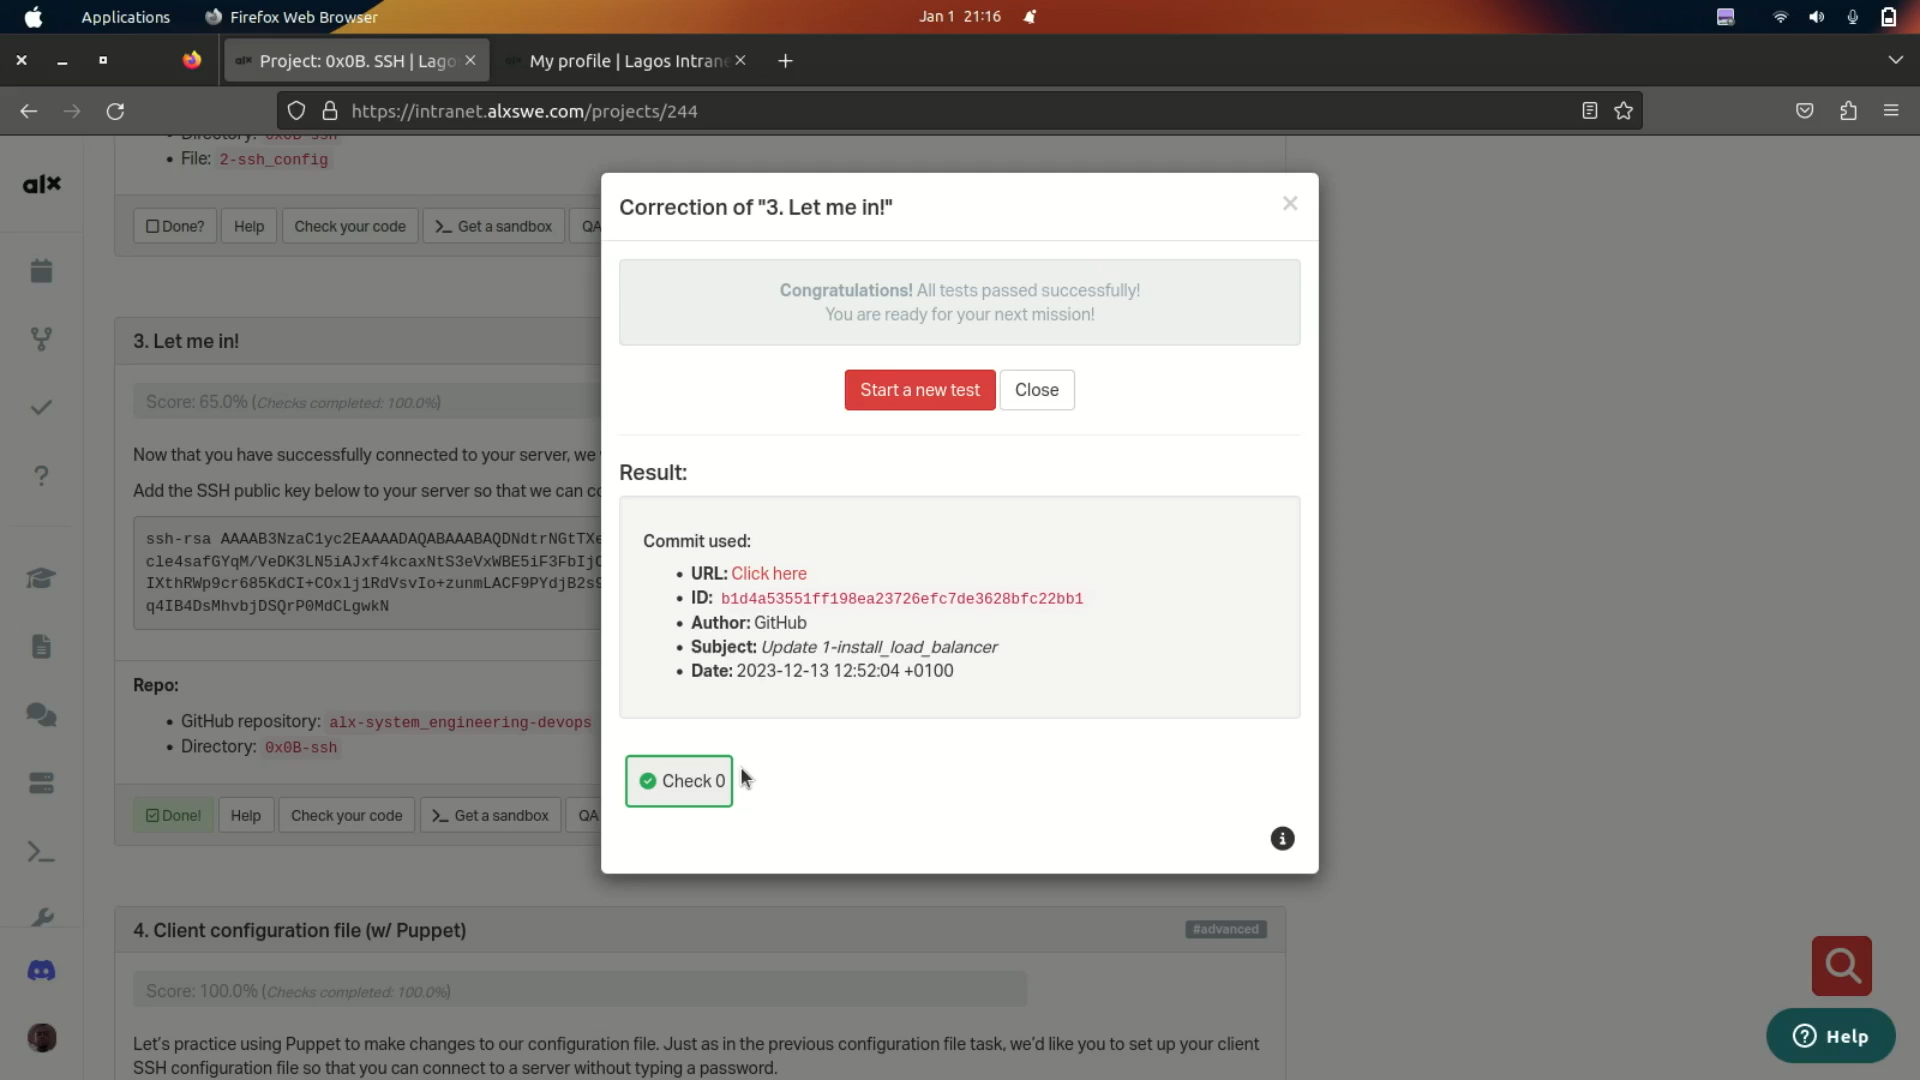 Applications
Firefox Web Browser
Jan 1 21:16
Project: 0x0B. SSH | Lago
My profile | Lagos Intrane
https://intranet.alxswe.com/projects/244
alx
Directory: 0x0B-ssh
File: 2-ssh_config
Done?
Help
Check your code
Get a sandbox
QA
3. Let me in!
Score: 65.0% (Checks completed: 100.0%)
Now that you have successfully connected to your server, we
Add the SSH public key below to your server so that we can co
ssh-rsa AAAAB3NzaC1yc2EAAAADAQABAAABAQDNdtrNGtTXe
cle4safGYqM/VeDK3LN5iAJxf4kcaxNtS3eVxWBE5iF3FbIjC
IXthRWp9cr685KdCI+COxlj1RdVsvIo+zunmLACF9PYdjB2s9
q4IB4DsMhvbjDSQrP0MdCLgwkN
Repo:
GitHub repository: alx-system_engineering-devops
Directory: 0x0B-ssh
Done!
Help
Check your code
Get a sandbox
QA
4. Client configuration file (w/ Puppet)
#advanced
Score: 100.0% (Checks completed: 100.0%)
Let's practice using Puppet to make changes to our configuration file. Just as in the previous configuration file task, we'd like you to set up your client
SSH configuration file so that you can connect to a server without typing a password.
Correction of "3. Let me in!"
×
Congratulations! All tests passed successfully!
You are ready for your next mission!
Start a new test
Close
Result:
Commit used:
URL: Click here
ID: b1d4a53551ff198ea23726efc7de3628bfc22bb1
Author: GitHub
Subject: Update 1-install_load_balancer
Date: 2023-12-13 12:52:04 +0100
Check 0
Help